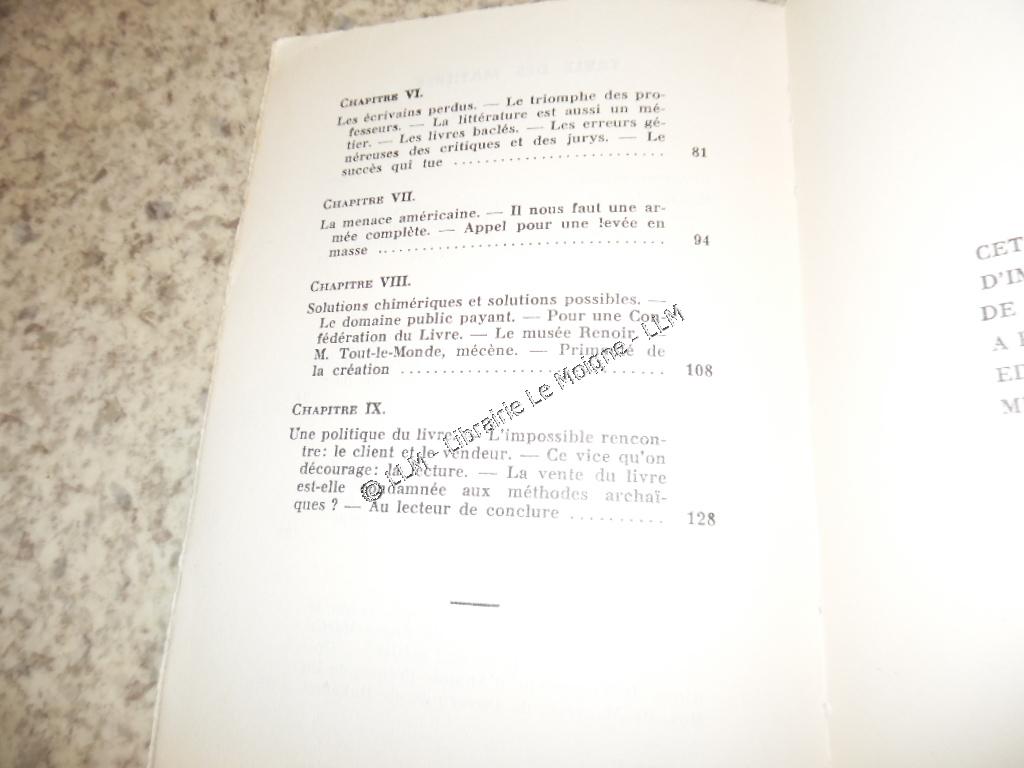 CHAPITRE VI.
Les écrivains perdus. — Le triomphe des pro-
fesseurs. — La littérature est aussi un mé-
tier. — Les livres baclés. — Les erreurs gé-
néreuses des critiques et des jurys. — Le
succès qui tue .......................... 81
CHAPITRE VII.
La menace américaine. — Il nous faut une ar-
mée complète. — Appel pour une levée en
masse .................................. 94
CHAPITRE VIII.
Solutions chimériques et solutions possibles. —
Le domaine public payant. — Pour une Con-
fédération du Livre. — Le musée Renoir. —
M. Tout-le-Monde, mécène. — Primauté de
la création ............................. 108
CHAPITRE IX.
Une politique du livre. — L'impossible rencon-
tre: le client et le vendeur. — Ce vice qu'on
décourage: la lecture. — La vente du livre
est-elle condamnée aux méthodes archaï-
ques ? — Au lecteur de conclure .......... 128
© LLM - Librairie Le Moigne - LLM
CET
D'IM
DE
A
ED
M